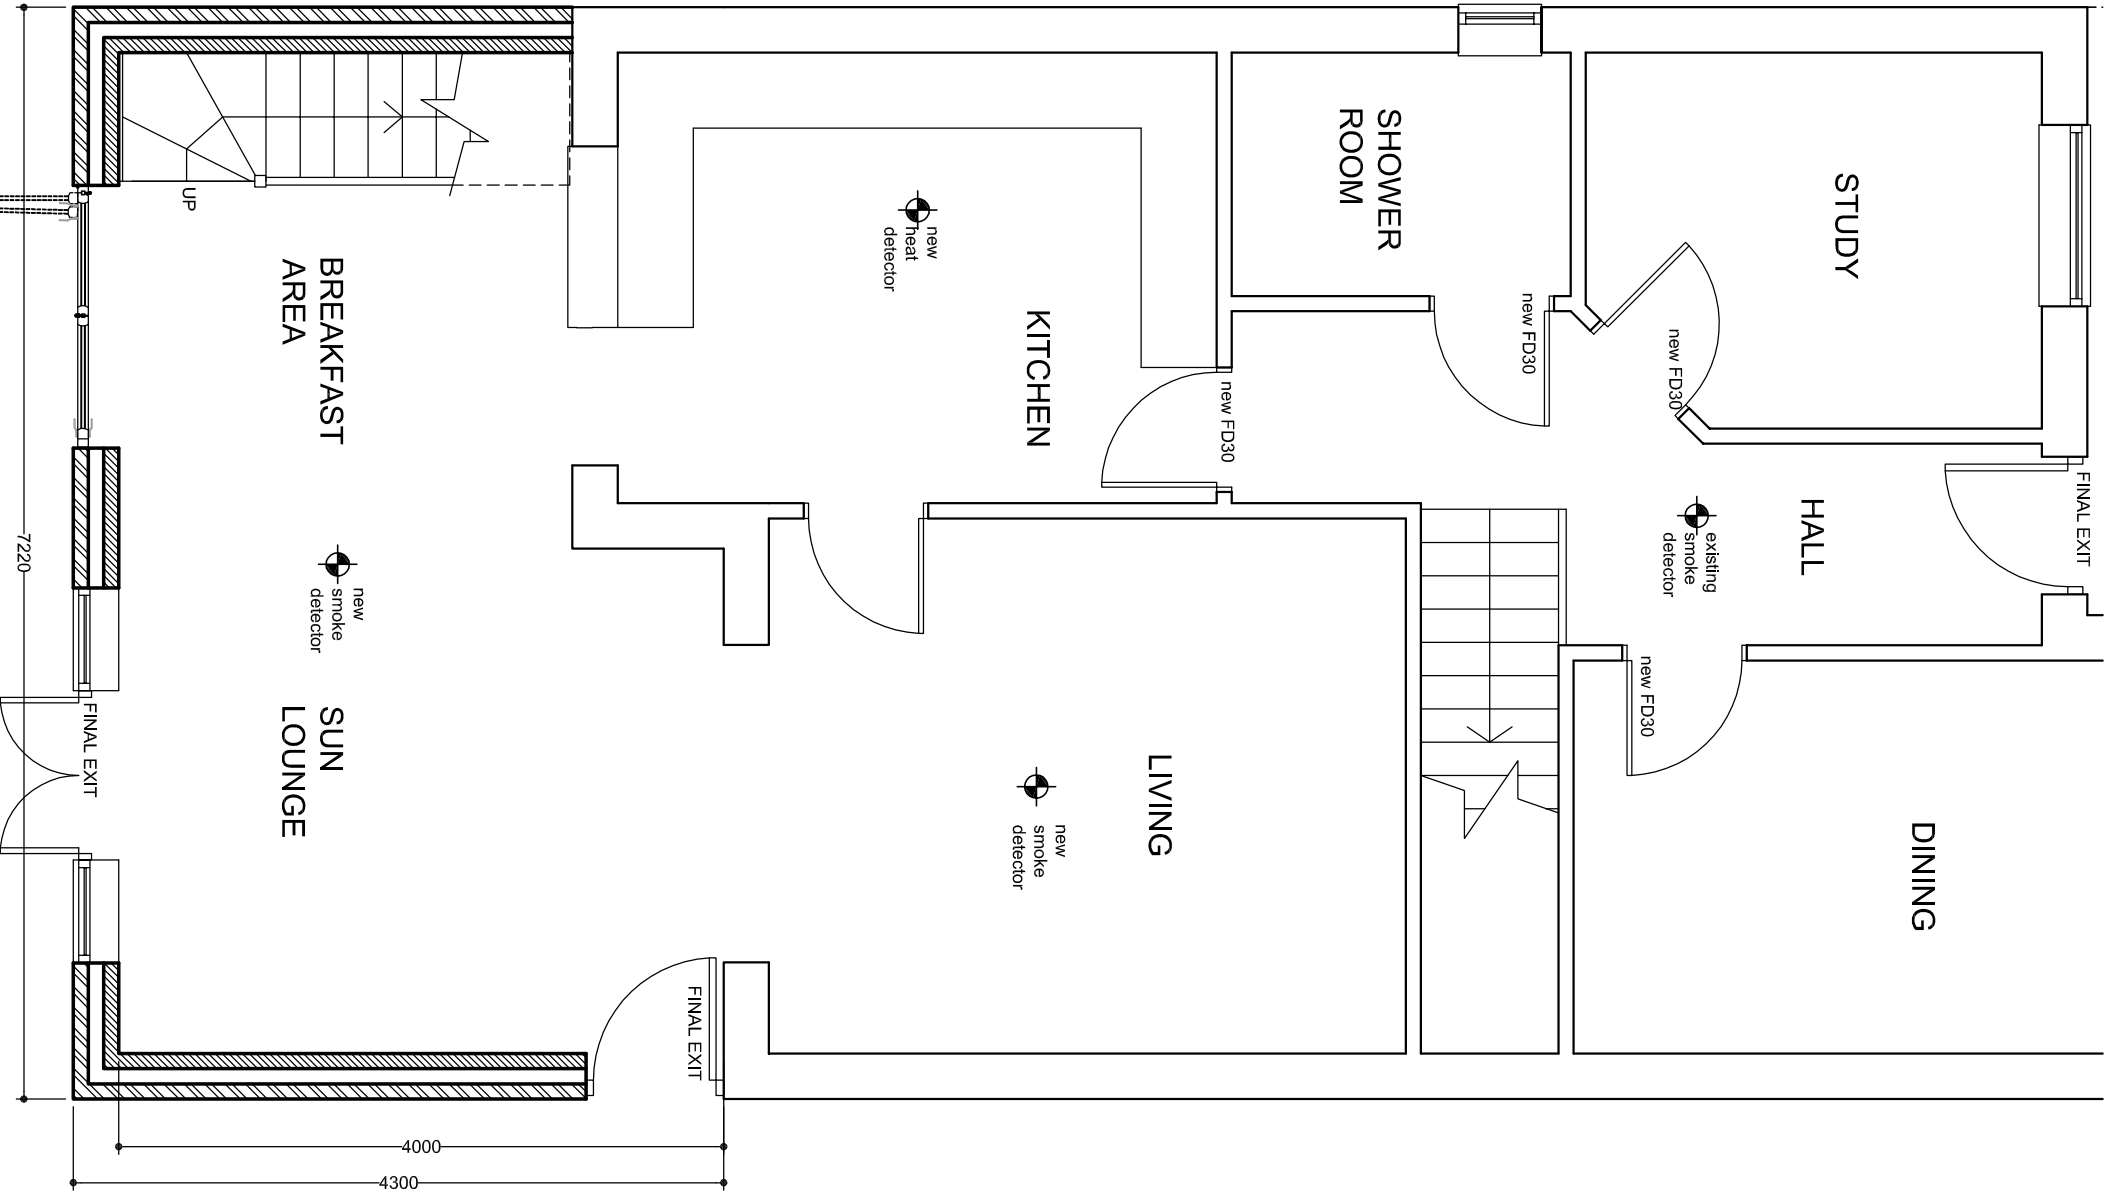 FINAL EXIT
STUDY
HALL
DINING
existing
smoke
detector
new FD30
new FD30
new FD30
SHOWER
ROOM
new FD30
LIVING
new
smoke
detector
KITCHEN
new
heat
detector
FINAL EXIT
new
smoke
detector
BREAKFAST
AREA
SUN
LOUNGE
UP
FINAL EXIT
7220
4000
4300